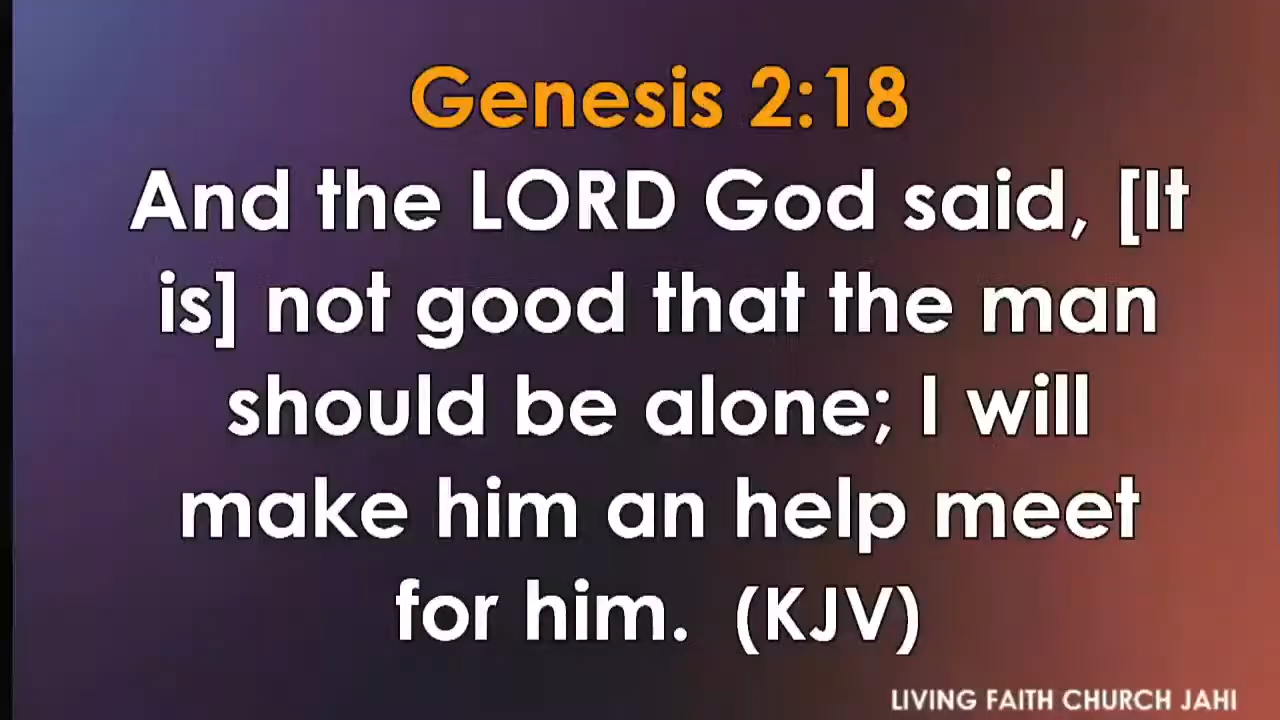 Genesis 2:18
And the LORD God said, [It
is] not good that the man
should be alone; I will
make him an help meet
for him. (KJV)
LIVING FAITH CHURCH JAHI